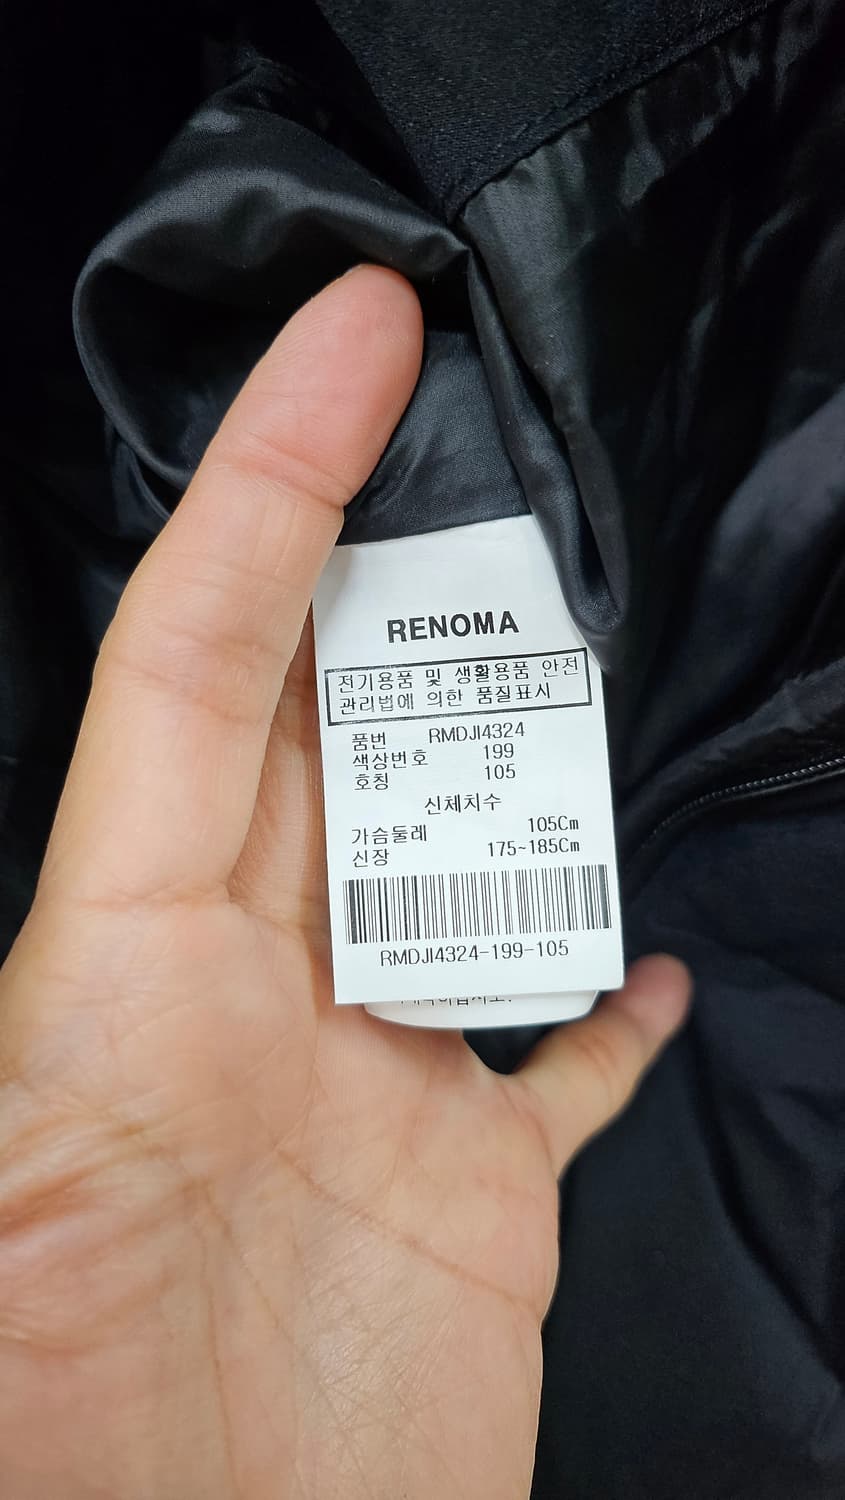 RENOMA
전기용품 및 생활용품 안전
관리법에 의한 품질표시
품번 RMDJI4324
색상번호 199
호칭 105
신체치수
가슴둘레 105Cm
신장 175~185Cm
RMDJI4324-199-105